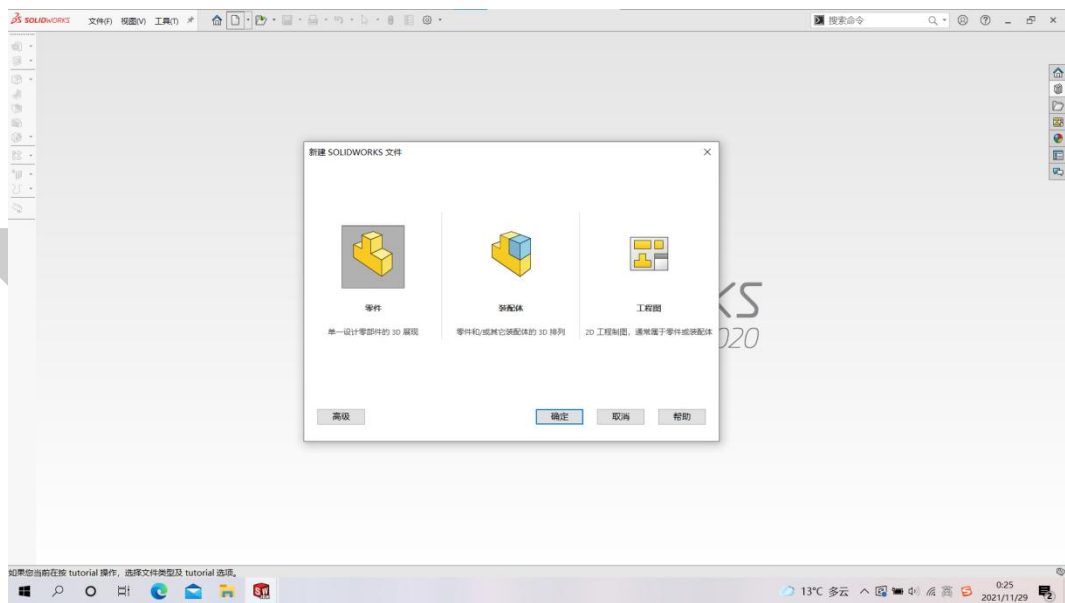 SOLIDWORKS 文件(F) 视图(V) 工具(T) 搜索命令
新建 SOLIDWORKS 文件
零件 装配体 工程图
单一设计零部件的 3D 展现 零件和/或其它装配体的 3D 排列 2D 工程制图，通常属于零件或装配体
KS
020
高级 确定 取消 帮助
如果您当前在按 tutorial 操作，选择文件类型及 tutorial 选项。
13°C 多云 英 0:25
2021/11/29 2